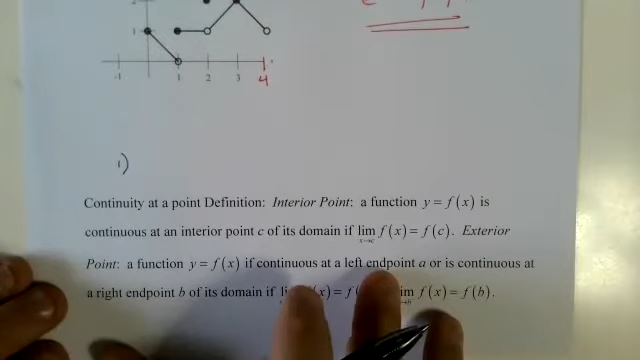 1
-1 1 2 3 4
1)
Continuity at a point Definition: Interior Point: a function y = f(x) is
continuous at an interior point c of its domain if lim x→c f(x) = f(c). Exterior
Point: a function y = f(x) if continuous at a left endpoint a or is continuous at
a right endpoint b of its domain if f(x) = f( lim f(x) = f(b).